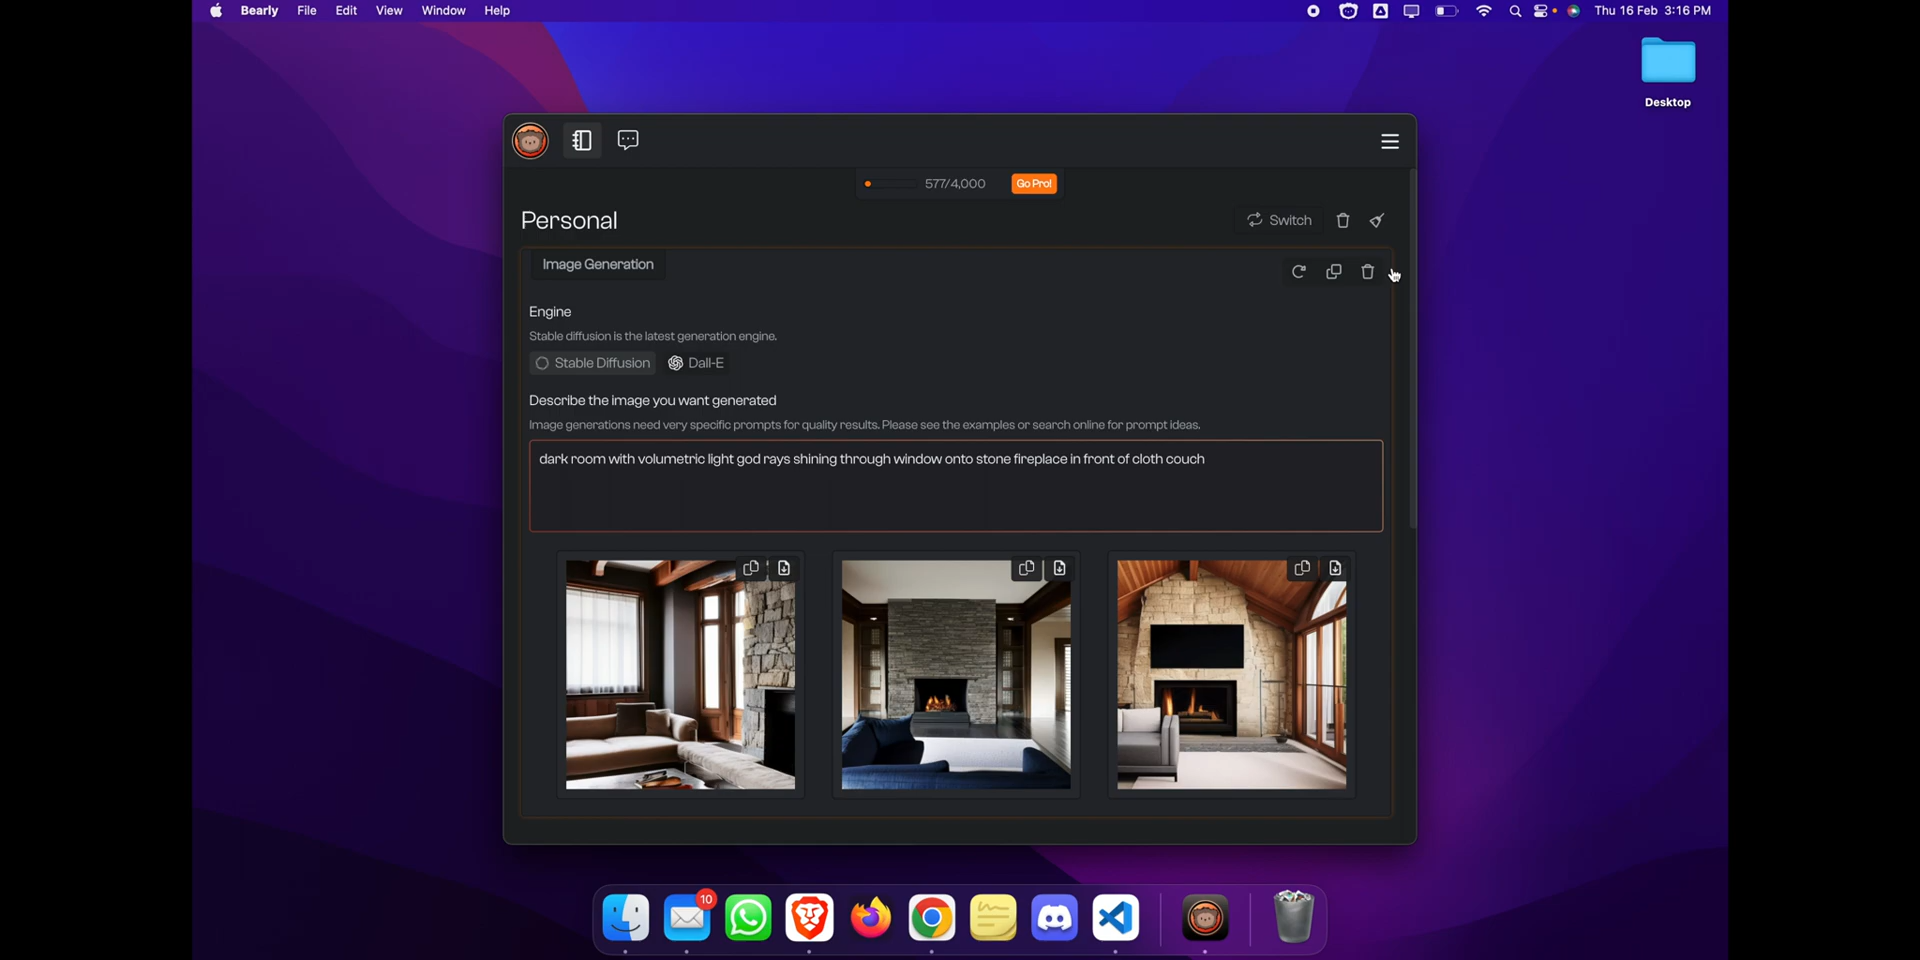 Bearly File Edit View Window Help Thu 16 Feb 3:16 PM
Desktop
577/4,000 Go Pro!
Personal
Switch
Image Generation
Engine
Stable diffusion is the latest generation engine.
Stable Diffusion Dall-E
Describe the image you want generated
Image generations need very specific prompts for quality results. Please see the examples or search online for prompt ideas.
dark room with volumetric light god rays shining through window onto stone fireplace in front of cloth couch
10